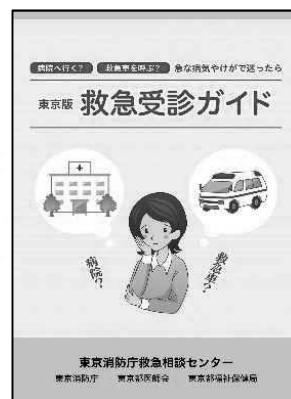 病院へ行く? 救急車を呼ぶ? 急な病気やけがで迷ったら
東京版 救急受診ガイド
病院?
救急車?
東京消防庁救急相談センター
東京消防庁 東京都医師会 東京都福祉保健局